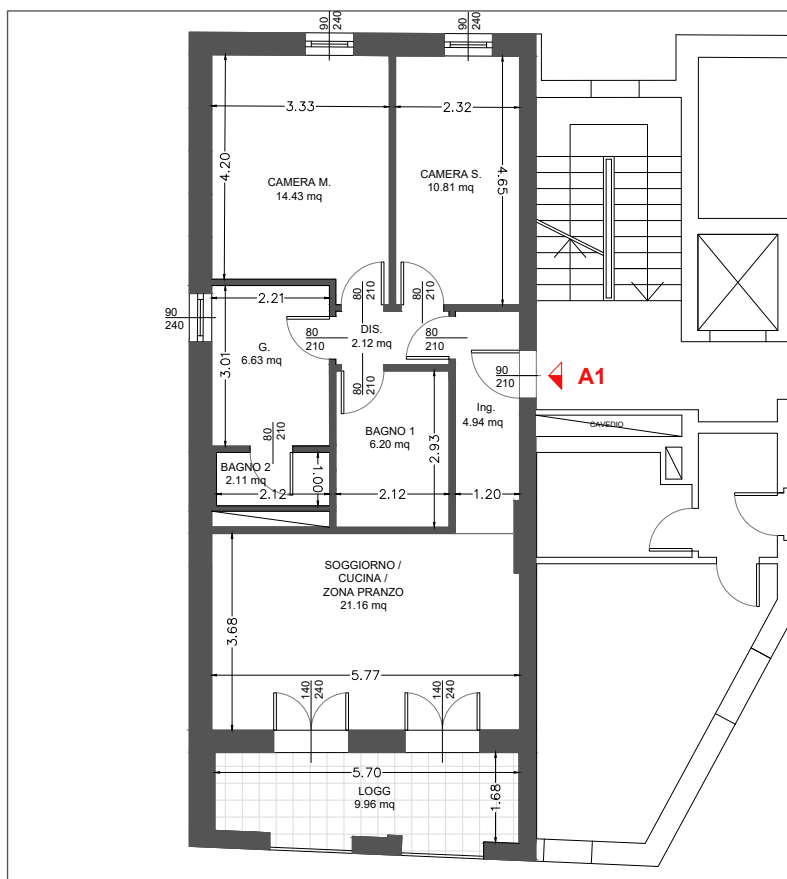 90
240
90
240
3.33
2.32
4.20
4.65
CAMERA M.
14.43 mq
CAMERA S.
10.81 mq
80
210
80
210
90
240
2.21
3.01
G.
6.63 mq
80
210
DIS.
2.12 mq
80
210
90
210
A1
80
210
Ing.
4.94 mq
CAVEDIO
BAGNO 1
6.20 mq
2.93
80
210
BAGNO 2
2.11 mq
1.00
2.12
2.12
1.20
SOGGIORNO /
CUCINA /
ZONA PRANZO
21.16 mq
3.68
5.77
140
240
140
240
5.70
LOGG
9.96 mq
1.68